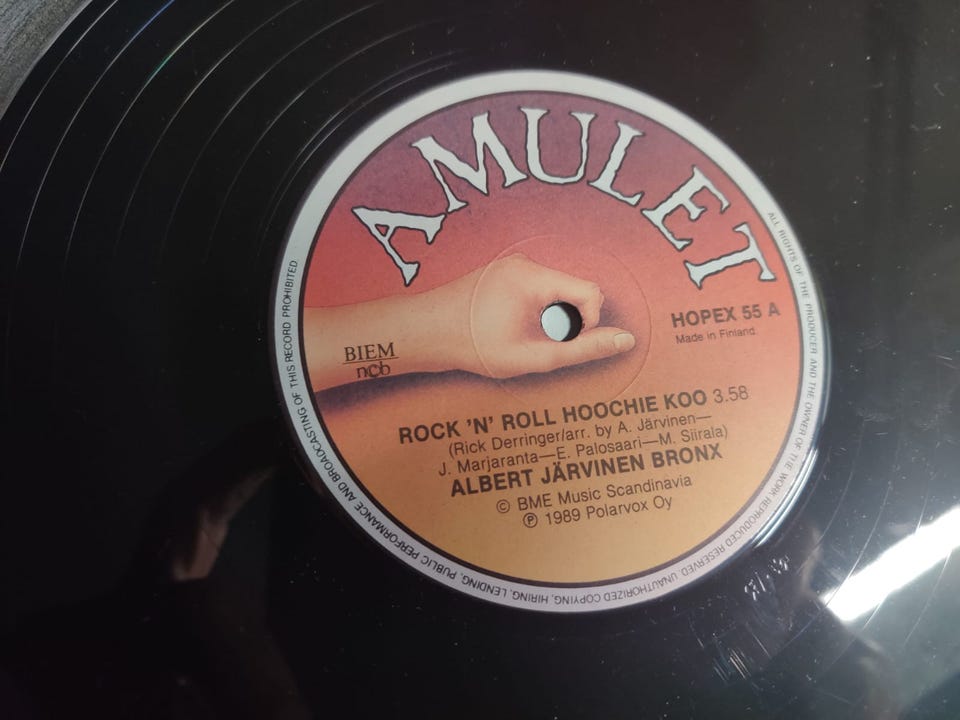 AMULET
HOPEX 55 A
Made in Finland
BIEM
ncb
ROCK 'N' ROLL HOOCHIE KOO 3.58
(Rick Derringer/arr. by A. Järvinen—
J. Marjaranta—E. Palosaari—M. Siirala)
ALBERT JÄRVINEN BRONX
© BME Music Scandinavia
℗ 1989 Polarvox Oy
ALL RIGHTS OF THE PRODUCER AND THE OWNER OF THE WORK REPRODUCED RESERVED. UNAUTHORIZED COPYING, HIRING, LENDING, PUBLIC PERFORMANCE AND BROADCASTING OF THIS RECORD PROHIBITED